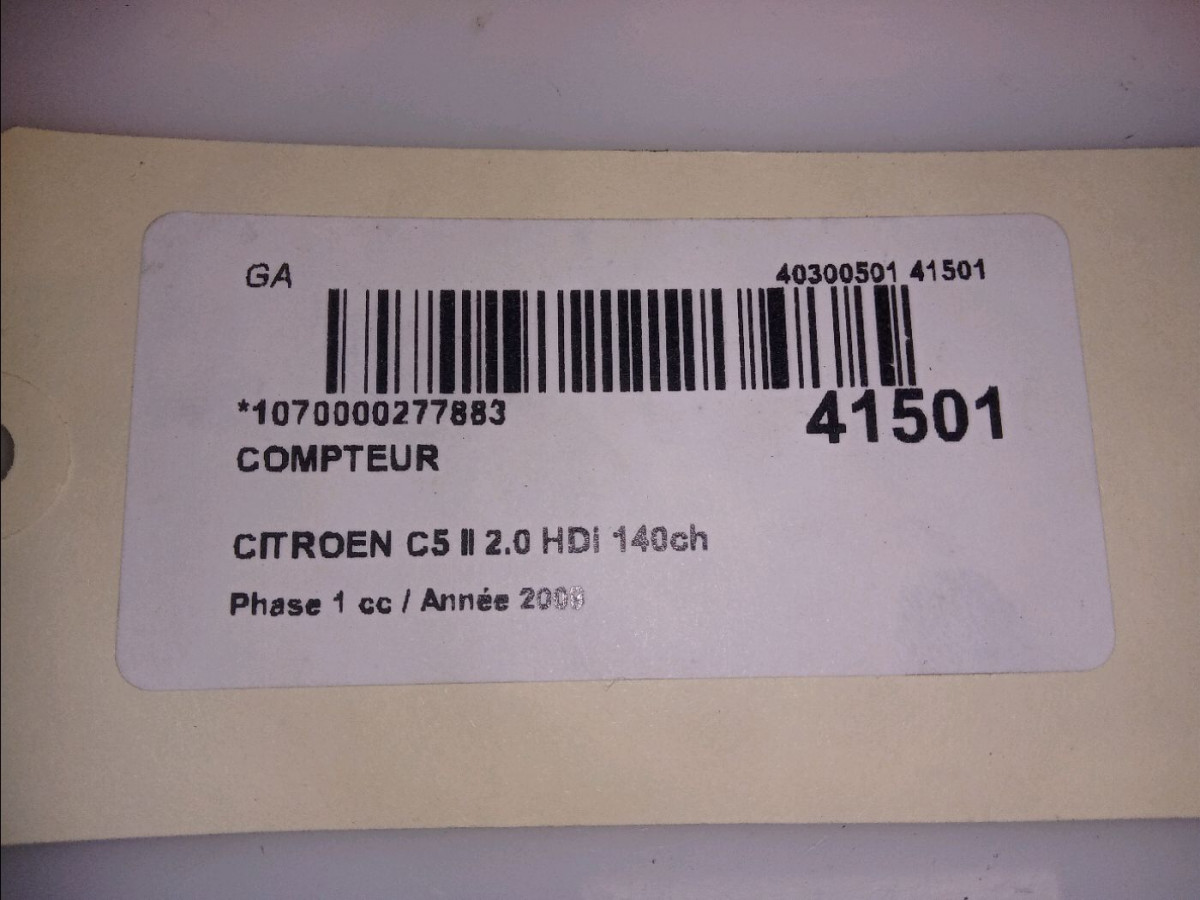 GA
40300501 41501
*1070000277883
41501
COMPTEUR
CITROEN C5 II 2.0 HDi 140ch
Phase 1 cc / Année